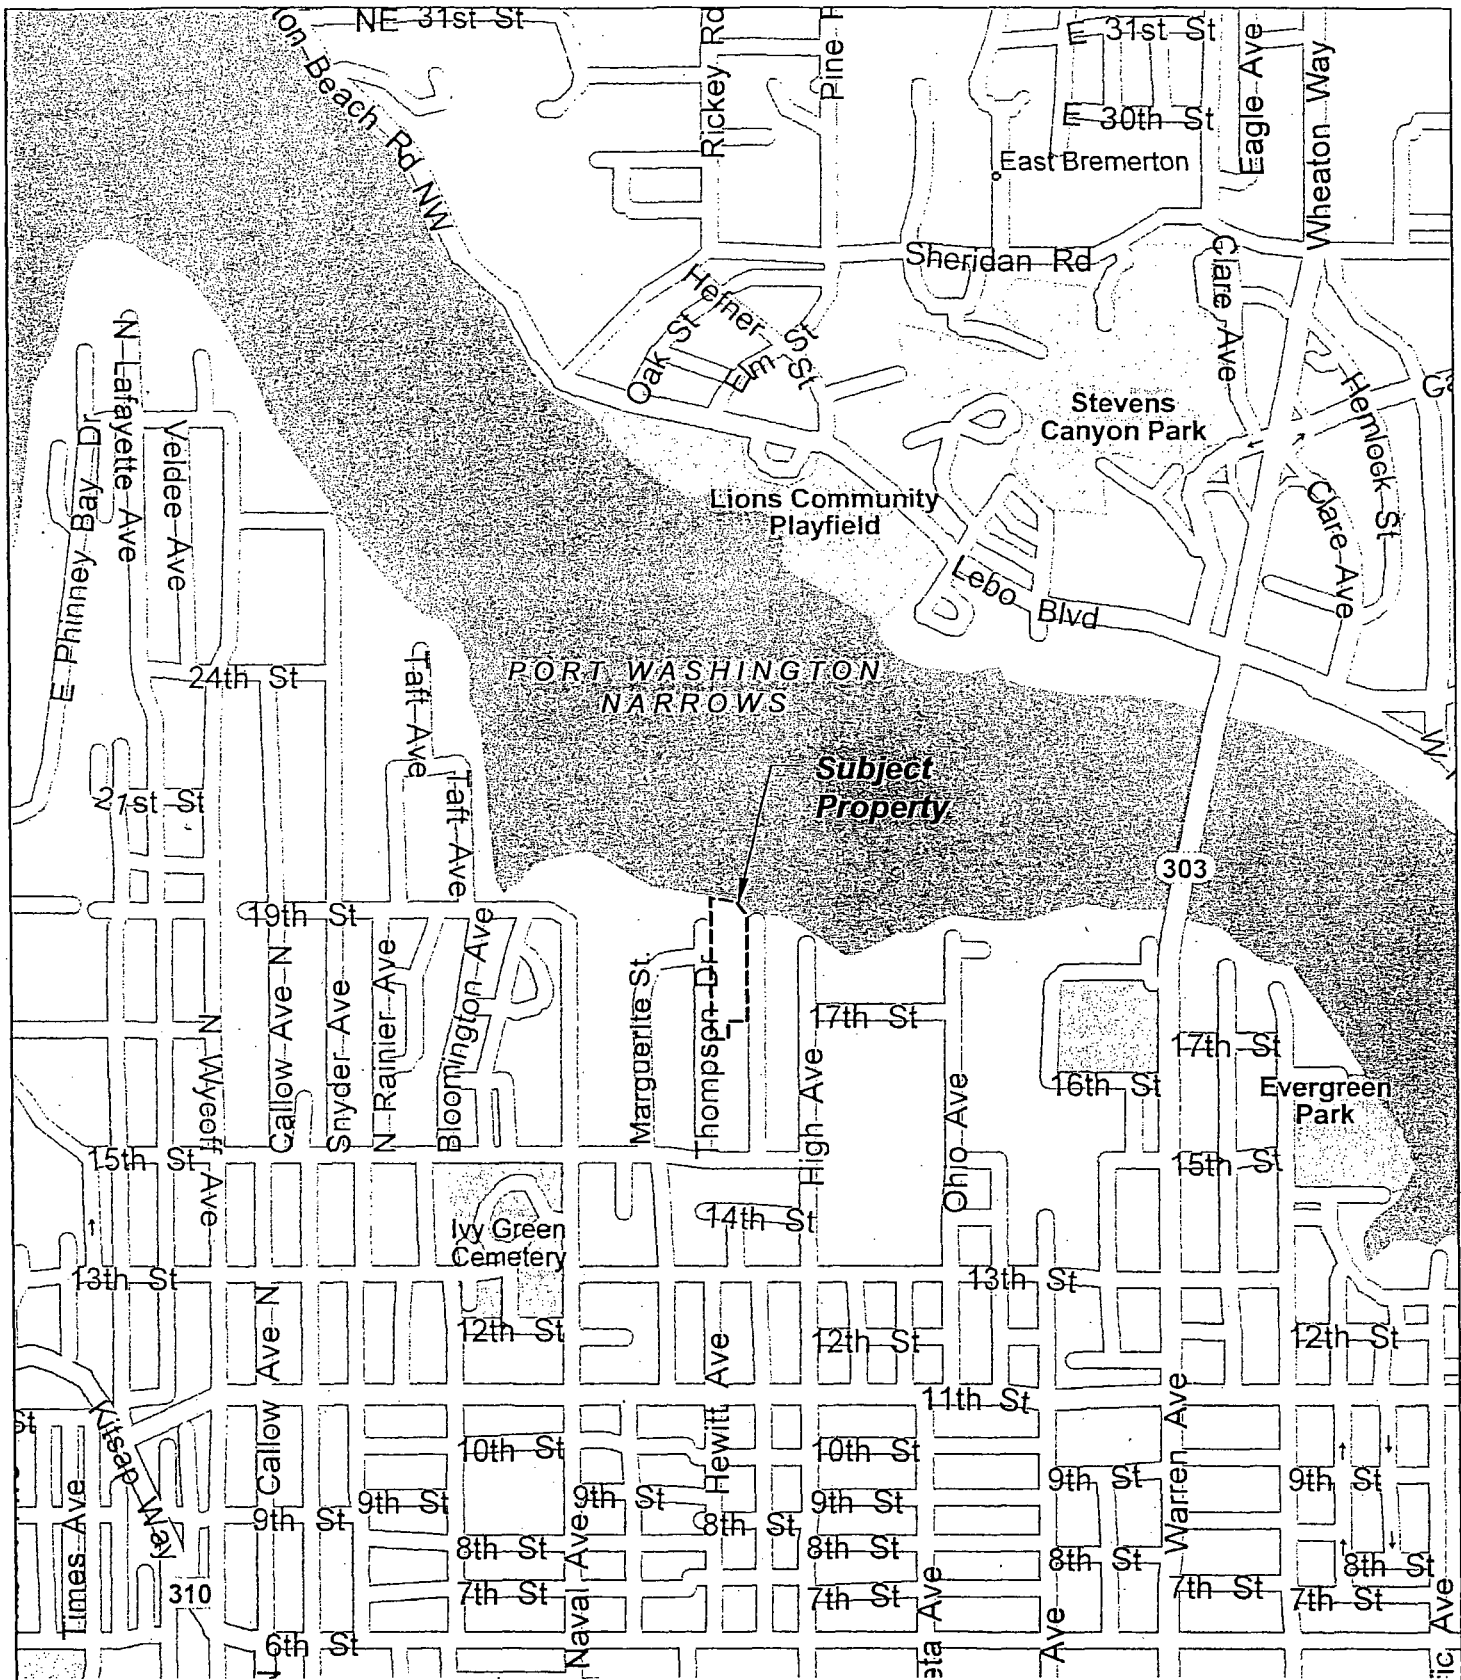 NE 31st St
Beach Rd NW
Rickey Rd
Pine
E 31st St
E 30th St
Eagle Ave
Wheaton Way
East Bremerton
Sheridan Rd
Hefner St
Oak St
Elm St
Clare Ave
Stevens
Canyon Park
Hemlock St
Clare Ave
Lions Community
Playfield
Lebo Blvd
N Lafayette Ave
Veldee Ave
E Phinney Bay Dr
24th St
Taft Ave
PORT WASHINGTON
NARROWS
Subject
Property
21st St
Taft Ave
303
19th St
Callow Ave N
Snyder Ave
N Rainier Ave
Bloomington Ave
Marguerite St.
Thompson Dr
17th St
High Ave
Ohio Ave
17th St
16th St
Evergreen
Park
N Wycoff Ave
15th St
15th St
14th St
Ivy Green
Cemetery
13th St
13th St
12th St
12th St
12th St
Callow Ave N
Hewitt Ave
11th St
Warren Ave
St
Kitsap Way
10th St
10th St
9th St
9th St
9th St
9th St
9th St
9th St
8th St
Times Ave
8th St
8th St
8th St
8th St
310
7th St
7th St
7th St
7th St
Naval Ave
Ave
Ave
Ave
6th St